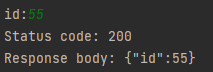 id:55
Status code: 200
Response body: {"id":55}